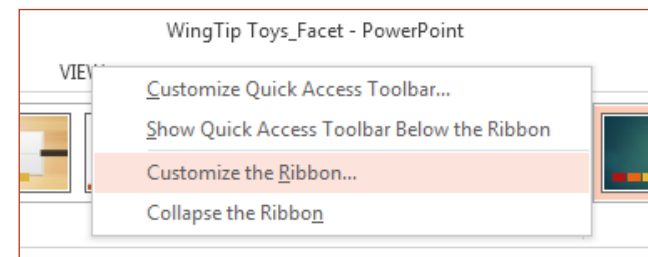 WingTip Toys_Facet - PowerPoint
VIEW
Customize Quick Access Toolbar...
Show Quick Access Toolbar Below the Ribbon
Customize the Ribbon...
Collapse the Ribbon